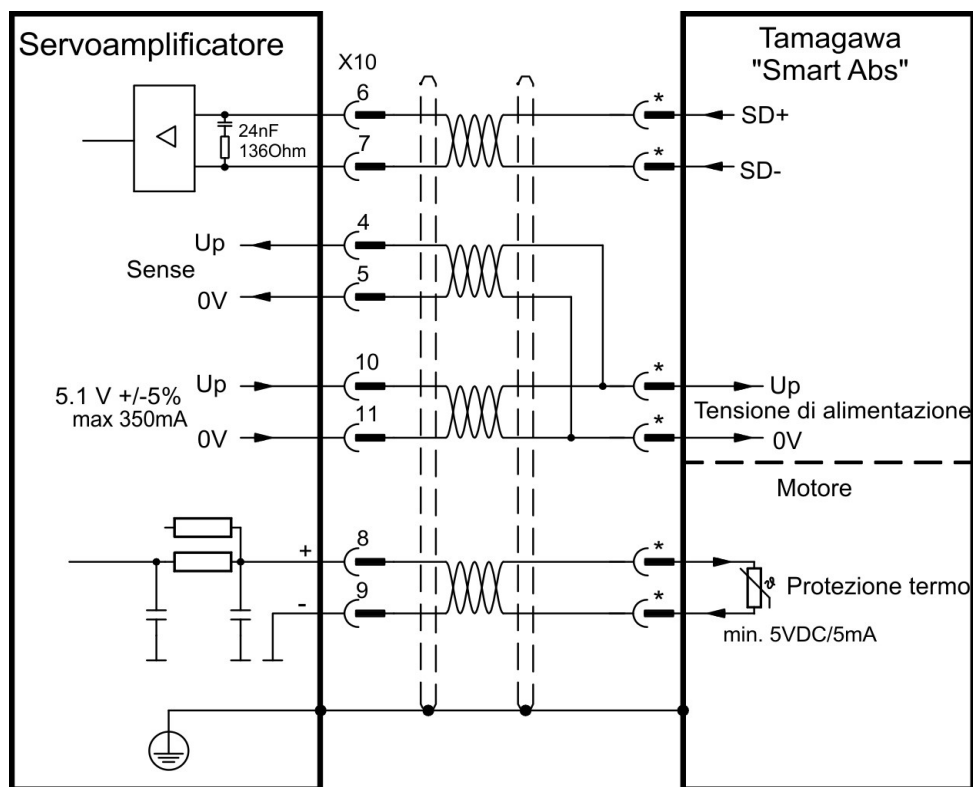 Servoamplificatore
X10
Tamagawa
"Smart Abs"
6
*
SD+
24nF
136Ohm
7
*
SD-
4
Up
Sense
5
0V
10
*
Up
Up
5.1 V +/-5%
max 350mA
Tensione di alimentazione
11
*
0V
0V
Motore
8
*
+
9
*
-
ϑ
Protezione termo
min. 5VDC/5mA